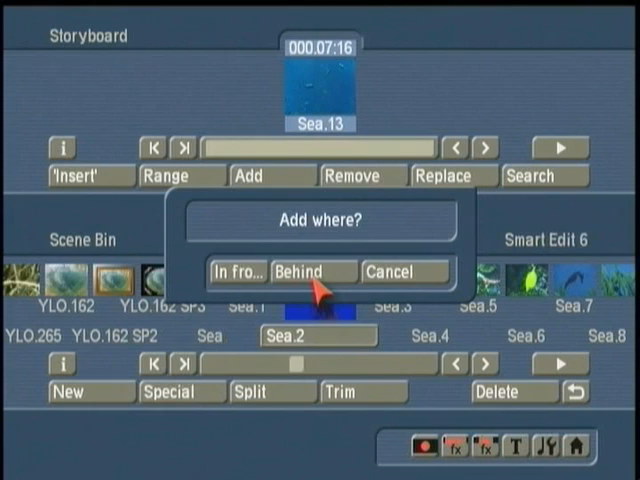 Storyboard
000.07:16
Sea.13
i
'Insert' Range Add Remove Replace Search
Add where?
Scene Bin
Smart Edit 6
In fro... Behind Cancel
YLO.162 YLO.162 SP3 Sea.1 Sea.3 Sea.5 Sea.7
YLO.265 YLO.162 SP2 Sea Sea.2 Sea.4 Sea.6 Sea.8
i
New Special Split Trim Delete
fx fx T